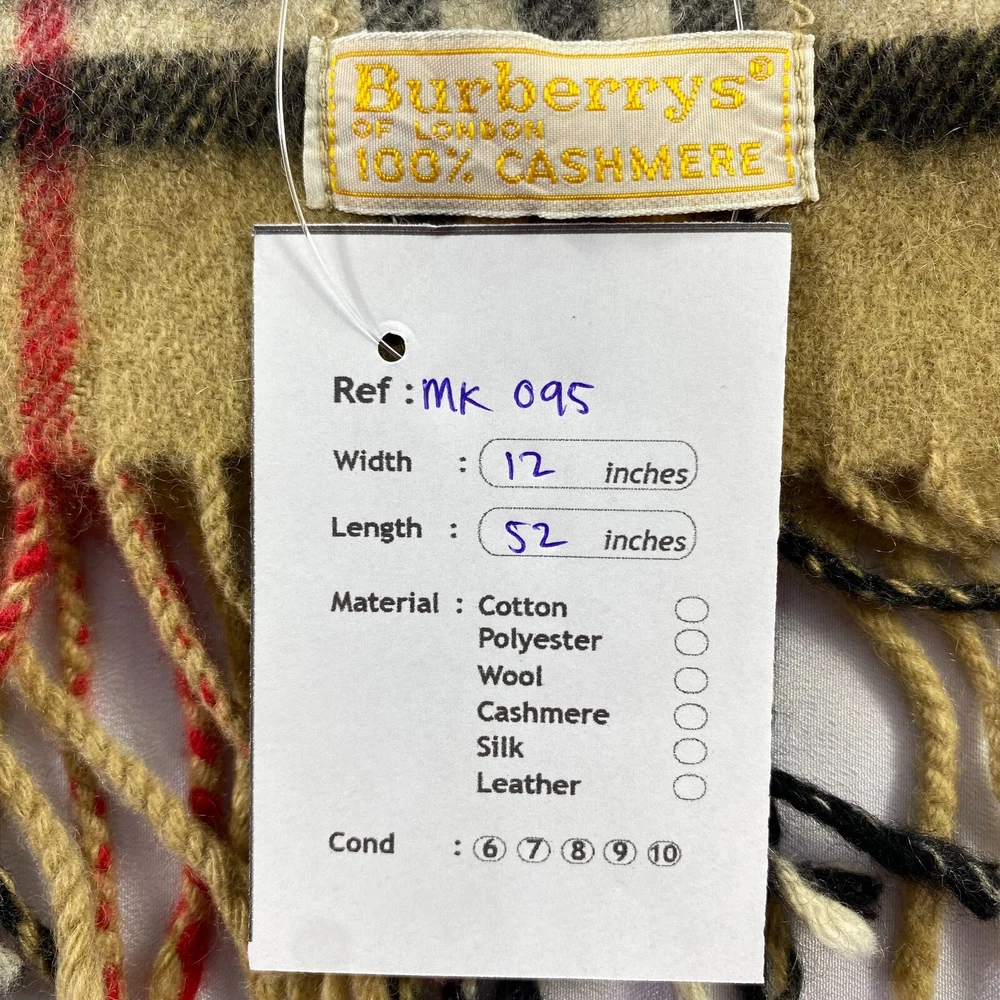 Burberrys®
OF LONDON
100% CASHMERE
Ref : MK 095
Width : 12 inches
Length : 52 inches
Material : Cotton
Polyester
Wool
Cashmere
Silk
Leather
Cond : 6 7 8 9 10